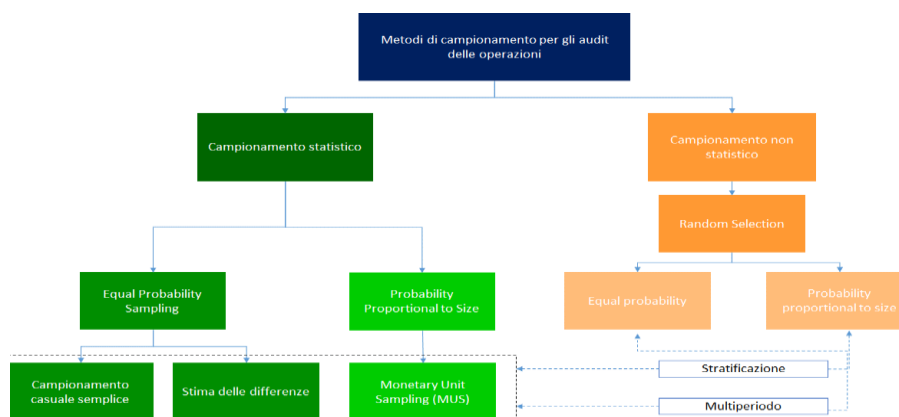 Metodi di campionamento per gli audit
delle operazioni
Campionamento statistico
Campionamento non
statistico
Random Selection
Equal Probability
Sampling
Probability
Proportional to Size
Equal probability
Probability
proportional to size
Campionamento
casuale semplice
Stima delle differenze
Monetary Unit
Sampling (MUS)
Stratificazione
Multiperiodo